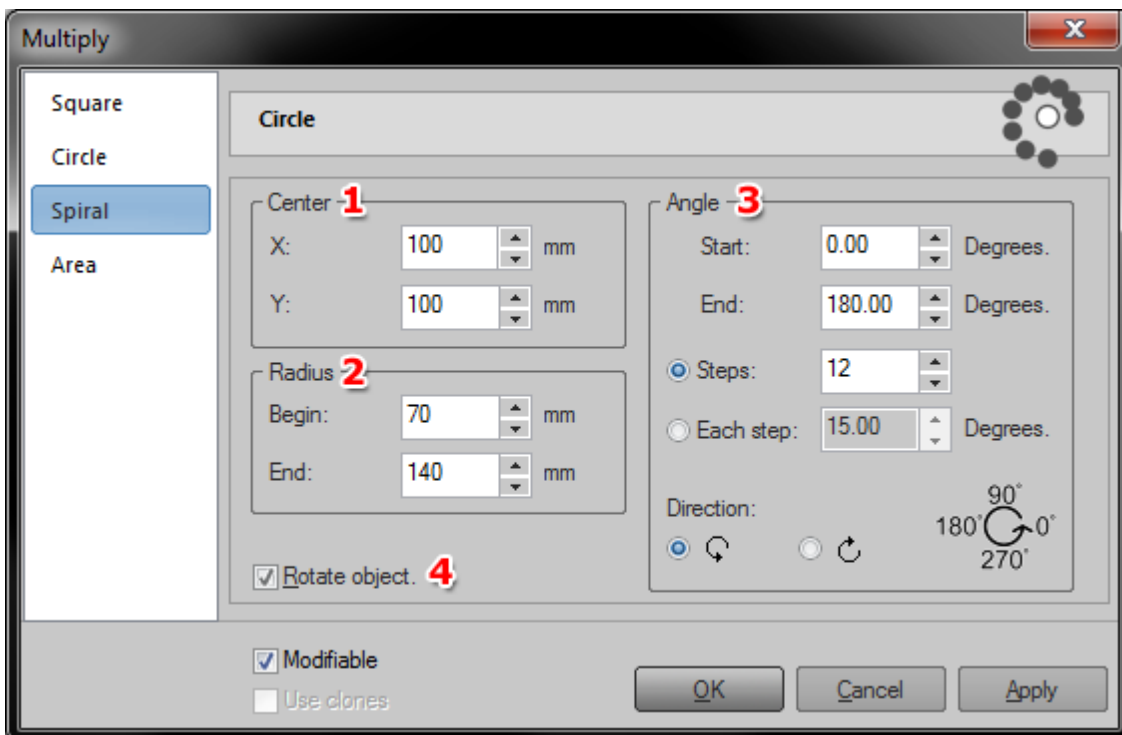 Multiply
Square
Circle
Spiral
Area
Circle
Center 1
X: 100 mm
Y: 100 mm
Radius 2
Begin: 70 mm
End: 140 mm
Rotate object. 4
Angle 3
Start: 0.00 Degrees.
End: 180.00 Degrees.
Steps: 12
Each step: 15.00 Degrees.
Direction:
90°
180° 0°
270°
Modifiable
Use clones
OK Cancel Apply